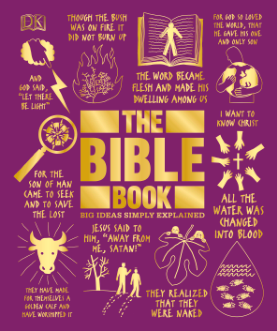 DK
THOUGH THE BUSH
WAS ON FIRE IT
DID NOT BURN UP
FOR GOD SO LOVED
THE WORLD, THAT
HE GAVE HIS ONE
AND ONLY SON
AND
GOD SAID,
"LET THERE
BE LIGHT"
THE WORD BECAME
FLESH AND MADE HIS
DWELLING AMONG US
I WANT TO
KNOW CHRIST
THE
BIBLE
BOOK
BIG IDEAS SIMPLY EXPLAINED
FOR THE
SON OF MAN
CAME TO SEEK
AND TO SAVE
THE LOST
ALL THE
WATER WAS
CHANGED
INTO BLOOD
JESUS SAID TO
HIM, "AWAY FROM
ME, SATAN!"
THEY HAVE MADE
FOR THEMSELVES A
GOLDEN CALF AND
HAVE WORSHIPPED IT
THEY REALIZED
THAT THEY
WERE NAKED